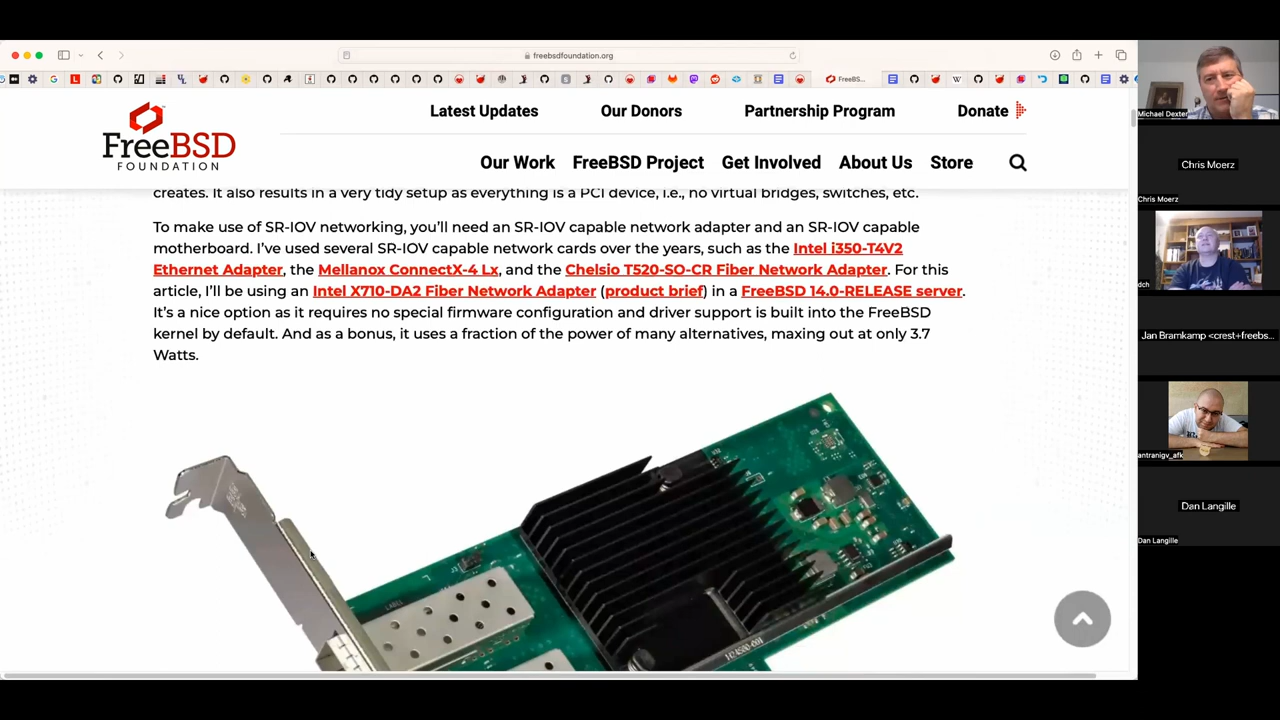 freebsdfoundation.org
FreeBS...
FreeBSD
FOUNDATION
Latest Updates
Our Donors
Partnership Program
Donate
Our Work
FreeBSD Project
Get Involved
About Us
Store
creates. It also results in a very tidy setup as everything is a PCI device, i.e., no virtual bridges, switches, etc.
To make use of SR-IOV networking, you’ll need an SR-IOV capable network adapter and an SR-IOV capable
motherboard. I’ve used several SR-IOV capable network cards over the years, such as the Intel i350-T4V2
Ethernet Adapter, the Mellanox ConnectX-4 Lx, and the Chelsio T520-SO-CR Fiber Network Adapter. For this
article, I’ll be using an Intel X710-DA2 Fiber Network Adapter (product brief) in a FreeBSD 14.0-RELEASE server.
It’s a nice option as it requires no special firmware configuration and driver support is built into the FreeBSD
kernel by default. And as a bonus, it uses a fraction of the power of many alternatives, maxing out at only 3.7
Watts.
LABEL
Michael Dexter
Chris Moerz
Chris Moerz
dch
Jan Bramkamp <crest+freebs...
antranigv_afk
Dan Langille
Dan Langille